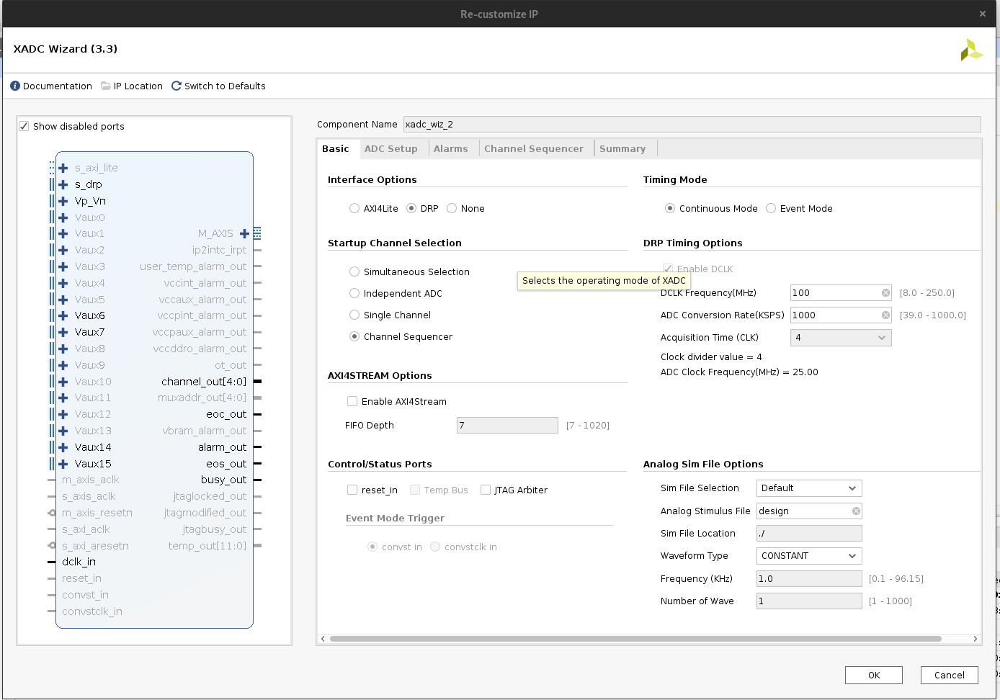 Re-customize IP
XADC Wizard (3.3)
Documentation IP Location Switch to Defaults
Show disabled ports
s_axi_lite
s_drp
Vp_Vn
Vaux0
Vaux1 M_AXIS
Vaux2 ip2intc_irpt
Vaux3 user_temp_alarm_out
Vaux4 vccint_alarm_out
Vaux5 vccaux_alarm_out
Vaux6 vccpint_alarm_out
Vaux7 vccpaux_alarm_out
Vaux8 vccddro_alarm_out
Vaux9 ot_out
Vaux10 channel_out[4:0]
Vaux11 muxaddr_out[4:0]
Vaux12 eoc_out
Vaux13 vbram_alarm_out
Vaux14 alarm_out
Vaux15 eos_out
m_axis_aclk busy_out
s_axis_aclk jtaglocked_out
m_axis_resetn jtagmodified_out
s_axi_aclk jtagbusy_out
s_axi_aresetn temp_out[11:0]
dclk_in
reset_in
convst_in
convstclk_in
Component Name xadc_wiz_2
Basic ADC Setup Alarms Channel Sequencer Summary
Interface Options
AXI4Lite DRP None
Startup Channel Selection
Simultaneous Selection
Independent ADC
Single Channel
Channel Sequencer
AXI4STREAM Options
Enable AXI4Stream
FIFO Depth 7 [7 - 1020]
Control/Status Ports
reset_in Temp Bus JTAG Arbiter
Event Mode Trigger
convst in convstclk in
Timing Mode
Continuous Mode Event Mode
DRP Timing Options
Enable DCLK
Selects the operating mode of XADC
DCLK Frequency(MHz) 100 [8.0 - 250.0]
ADC Conversion Rate(KSPS) 1000 [39.0 - 1000.0]
Acquisition Time (CLK) 4
Clock divider value = 4
ADC Clock Frequency(MHz) = 25.00
Analog Sim File Options
Sim File Selection Default
Analog Stimulus File design
Sim File Location ./
Waveform Type CONSTANT
Frequency (KHz) 1.0 [0.1 - 96.15]
Number of Wave 1 [1 - 1000]
OK Cancel